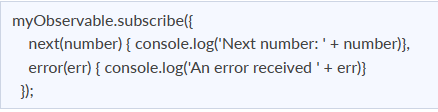 myObservable.subscribe({
next(number) { console.log('Next number: ' + number)},
error(err) { console.log('An error received ' + err)}
});